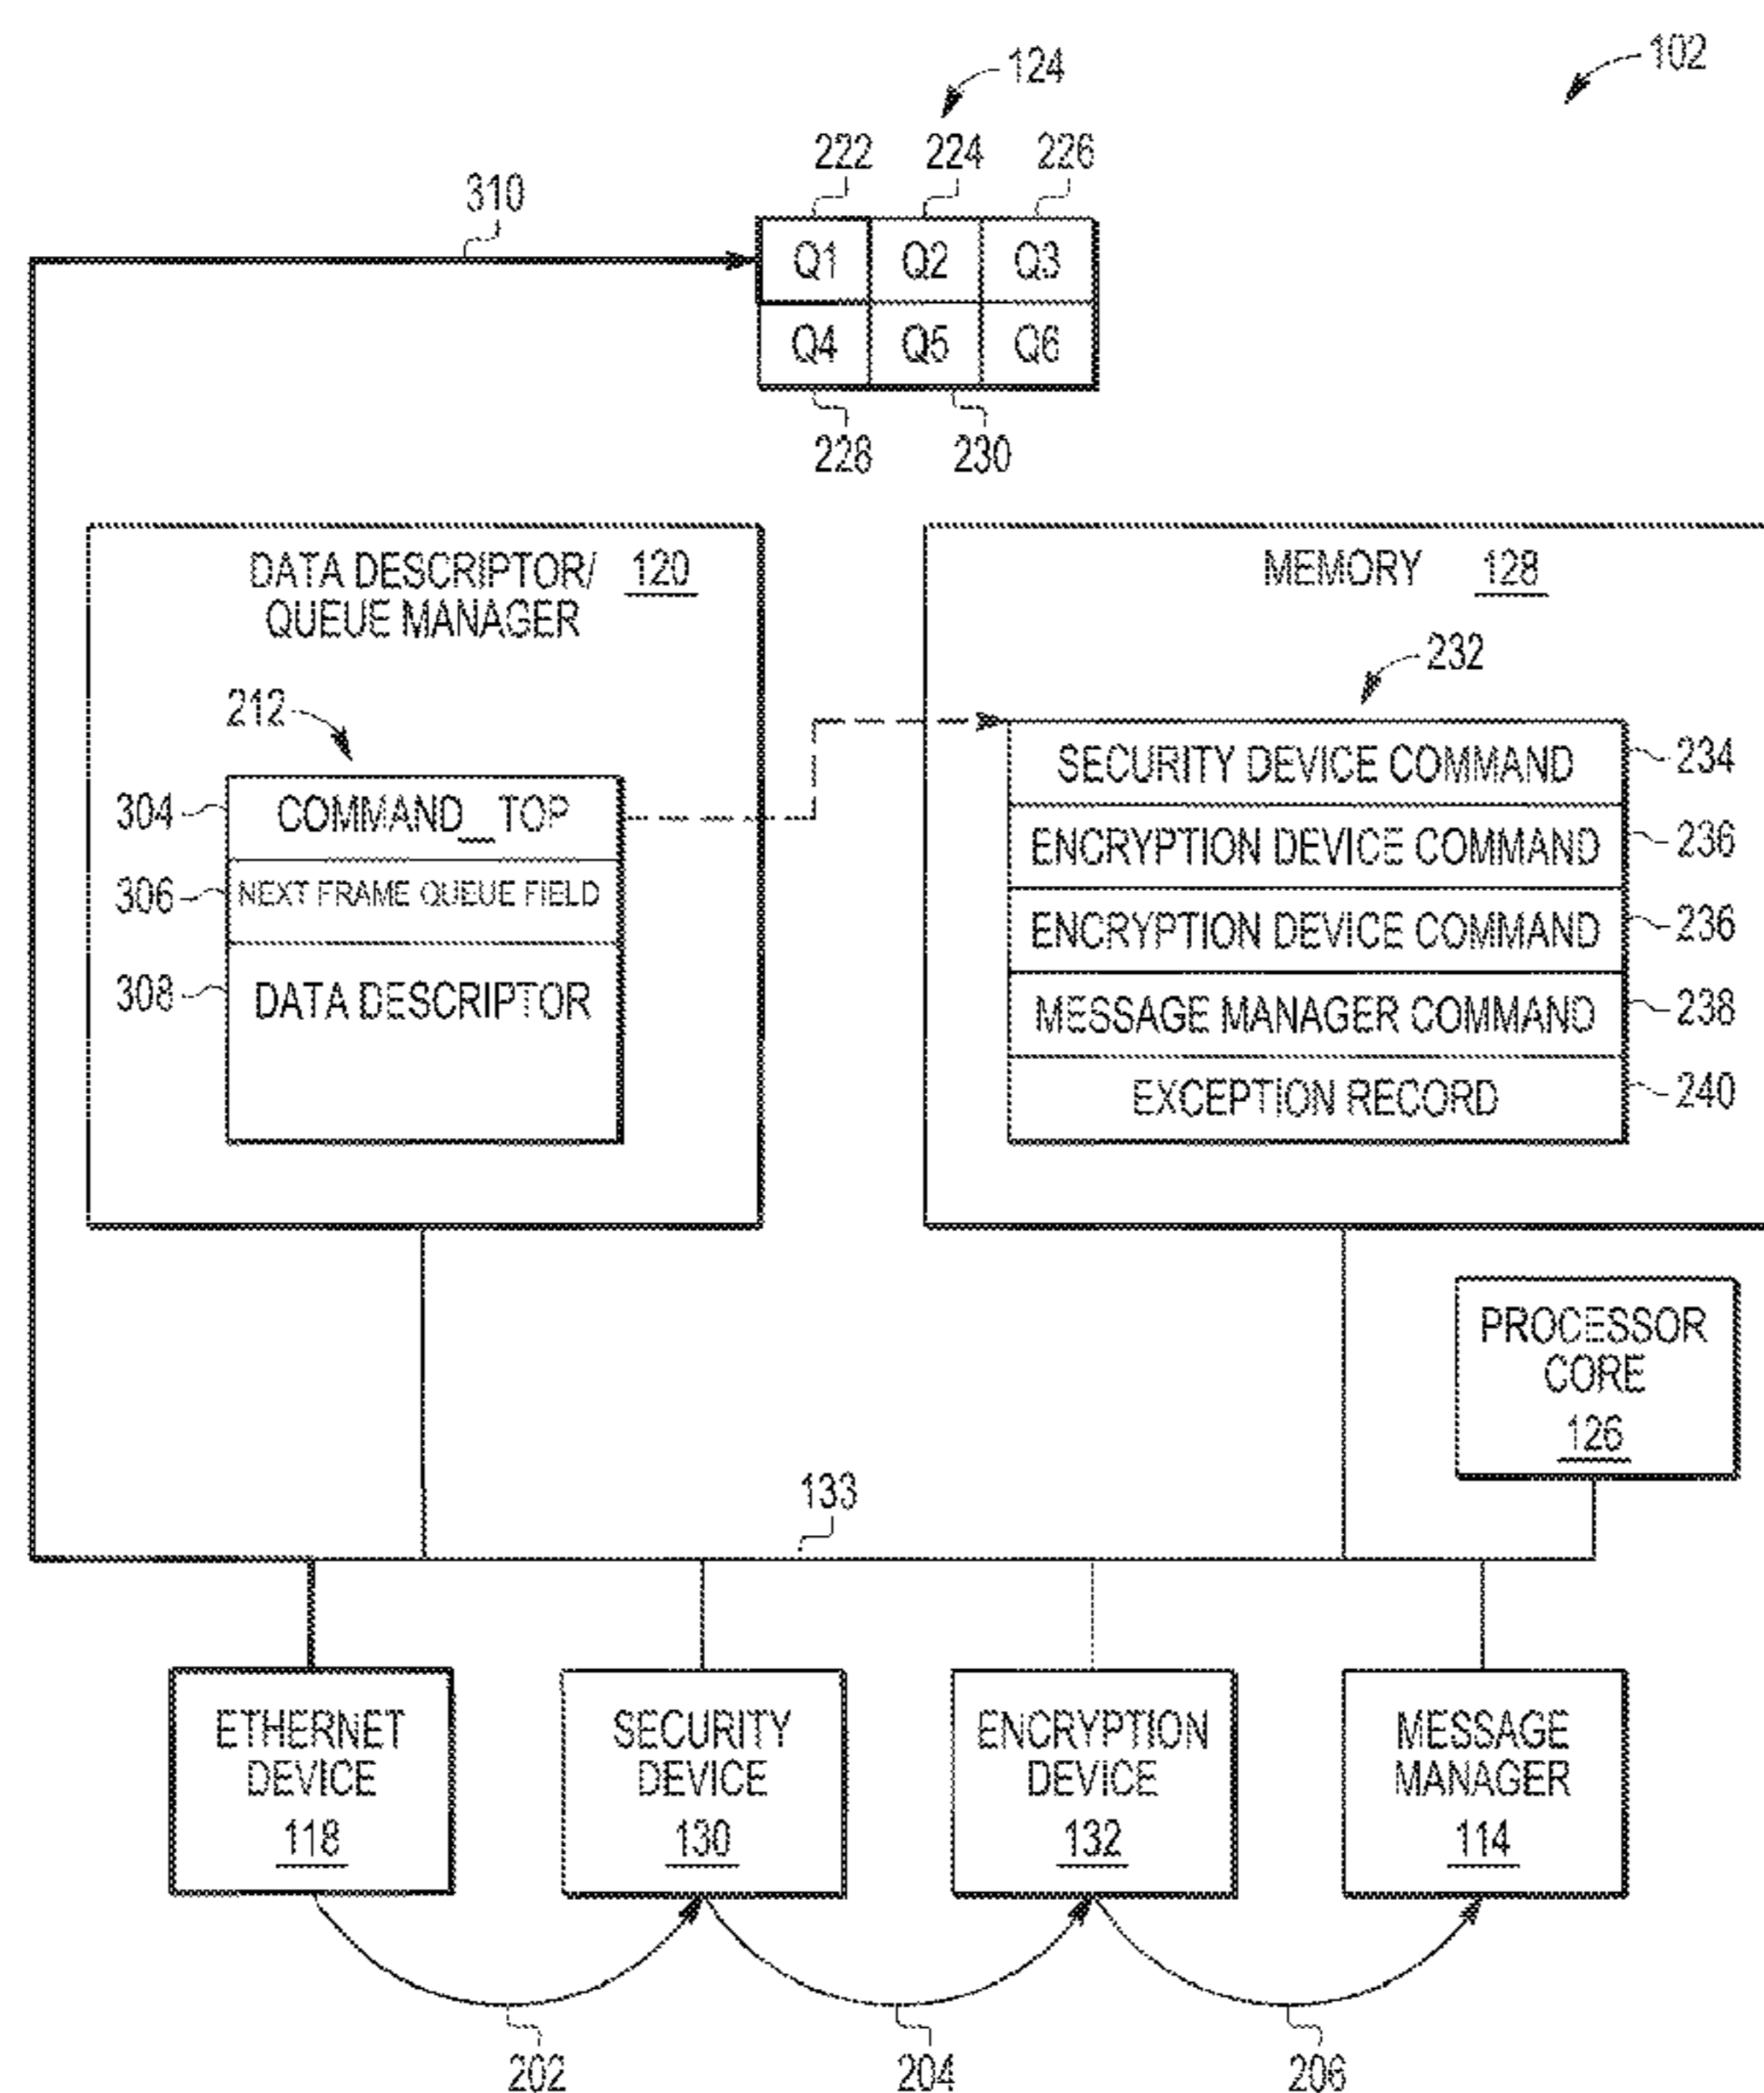 102
124
222 224 226
310
Q1 Q2 Q3
Q4 Q5 Q6
228 230
DATA DESCRIPTOR/ 120
QUEUE MANAGER
MEMORY 128
232
212
SECURITY DEVICE COMMAND 234
304 COMMAND_TOP
ENCRYPTION DEVICE COMMAND 236
306 NEXT FRAME QUEUE FIELD
ENCRYPTION DEVICE COMMAND 236
308 DATA DESCRIPTOR
MESSAGE MANAGER COMMAND 238
EXCEPTION RECORD 240
PROCESSOR
CORE
126
133
ETHERNET
DEVICE
118
SECURITY
DEVICE
130
ENCRYPTION
DEVICE
132
MESSAGE
MANAGER
114
202 204 206